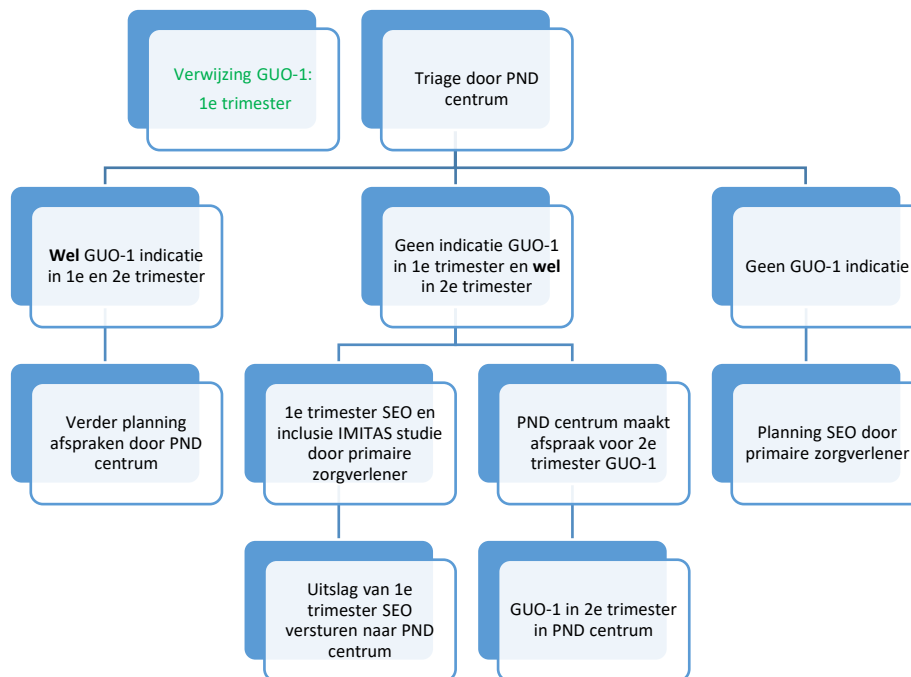 Verwijzing GUO-1:
1e trimester
Triage door PND
centrum
Wel GUO-1 indicatie
in 1e en 2e trimester
Geen indicatie GUO-1
in 1e trimester en wel
in 2e trimester
Geen GUO-1 indicatie
Verder planning
afspraken door PND
centrum
1e trimester SEO en
inclusie IMITAS studie
door primaire
zorgverlener
PND centrum maakt
afspraak voor 2e
trimester GUO-1
Planning SEO door
primaire zorgverlener
Uitslag van 1e
trimester SEO
versturen naar PND
centrum
GUO-1 in 2e trimester
in PND centrum